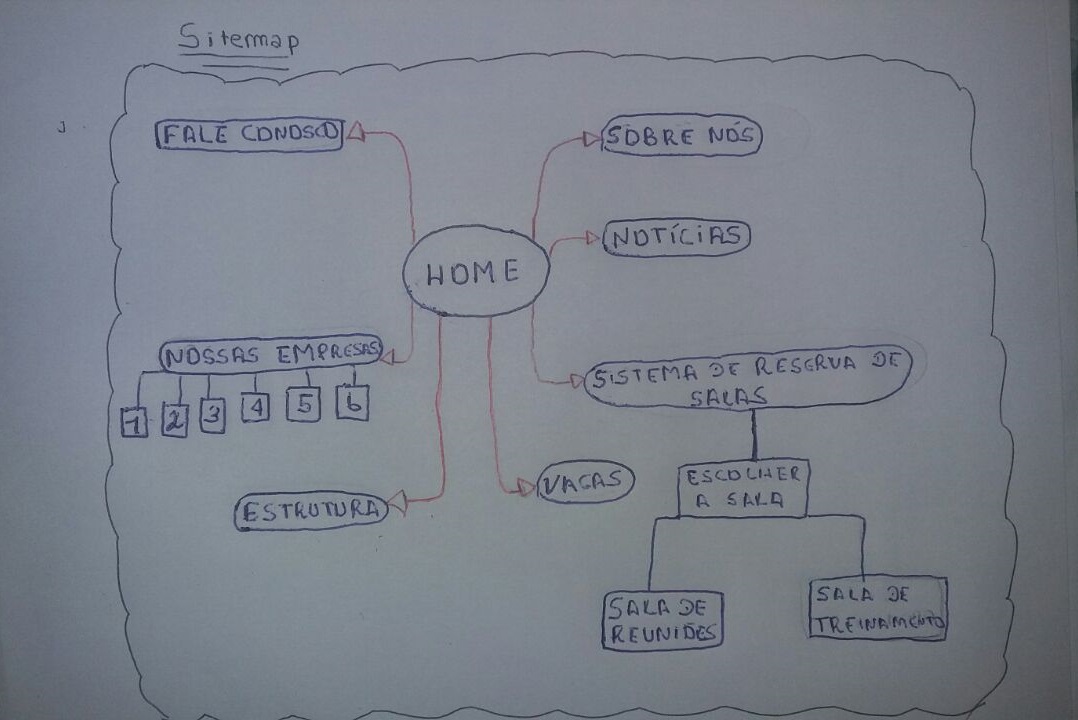 Sitemap
FALE CONOSCO
SOBRE NÓS
NOTÍCIAS
HOME
NOSSAS EMPRESAS
1 2 3 4 5 6
SISTEMA DE RESERVA DE
SALAS
ESTRUTURA
VAGAS
ESCOLHER
A SALA
SALA DE
REUNIÕES
SALA DE
TREINAMENTO